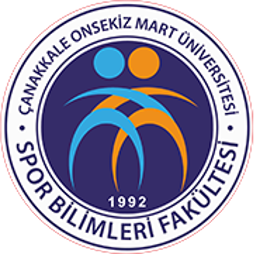 ÇANAKKALE ONSEKİZ MART ÜNİVERSİTESİ
1992
SPOR BİLİMLERİ FAKÜLTESİ